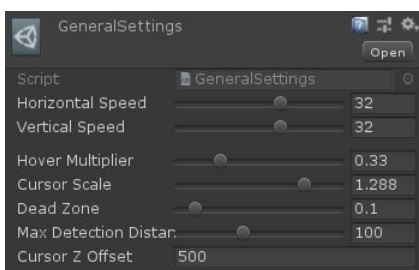 GeneralSettings
Open
Script GeneralSettings
Horizontal Speed 32
Vertical Speed 32
Hover Multiplier 0.33
Cursor Scale 1.288
Dead Zone 0.1
Max Detection Distan 100
Cursor Z Offset 500